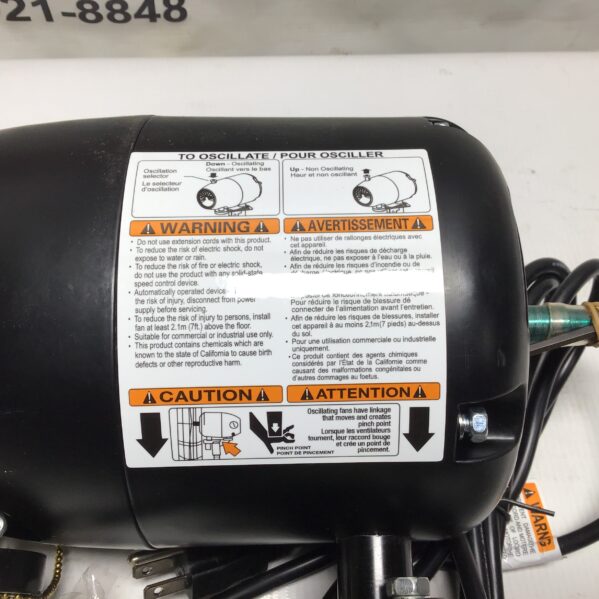 21-8848
TO OSCILLATE / POUR OSCILLER
Down - Oscillating
Oscillant vers le bas
Oscillation
selector
Le selecteur
d'oscillation
Up - Non Oscillating
Haur et non oscillant
WARNING
• Do not use extension cords with this product.
• To reduce the risk of electric shock, do not
expose to water or rain.
• To reduce the risk of fire or electric shock,
do not use the product with any solid-state
speed control device.
• Automatically operated device -
the risk of injury, disconnect from power
supply before servicing.
• To reduce the risk of injury to persons, install
fan at least 2.1m (7ft.) above the floor.
• Suitable for commercial or industrial use only.
• This product contains chemicals which are
known to the state of California to cause birth
defects or other reproductive harm.
AVERTISSEMENT
• Ne pas utiliser de rallonges électriques avec
cet appareil.
• Afin de réduire les risques de décharge
électrique, ne pas exposer à l'eau ou à la pluie.
• Afin de réduire les risques d'incendie ou de
Pour réduire le risque de blessure dé
connecter de l'alimentation avant l'entretien.
• Afin de réduire les risques de blessures, installer
cet appareil à au moins 2,1m(7 pieds) au-dessus
du sol.
• Pour une utilisation commerciale ou industrielle
uniquement.
• Ce produit contient des agents chimiques
considérés par l'État de la Californie comme
causant des malformations congénitales ou
d'autres dommages au foetus.
CAUTION
ATTENTION
PINCH POINT
POINT DE PINCEMENT
Oscillating fans have linkage
that moves and creates
pinch point
Lorsque les ventilateurs
tournent, leur raccord bouge
et crée un point de
pincement.
WARNG